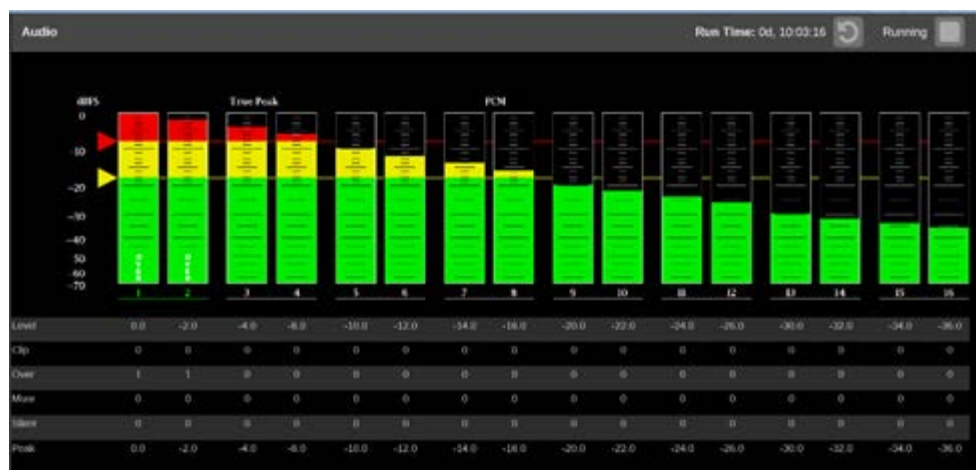 Audio Run Time: 0d, 10:03:16 Running
dBFS True Peak PCM
0
-10
-20
-30
-40
50
-60
-70
1 2 3 4 5 6 7 8 9 10 11 12 13 14 15 16
Level 0.0 -2.0 -4.0 -10.0 -12.0 -14.0 -16.0 -20.0 -22.0 -24.0 -26.0 -30.0 -32.0 -34.0 -36.0
Clip 0 0 0 0 0 0 0 0 0 0 0 0 0 0 0 0
Over 1 1 0 0 0 0 0 0 0 0 0 0 0 0 0 0
Mute 0 0 0 0 0 0 0 0 0 0 0 0 0 0 0 0
Silent 0 0 0 0 0 0 0 0 0 0 0 0 0 0 0 0
Peak 0.0 -2.0 -4.0 -10.0 -12.0 -14.0 -16.0 -20.0 -22.0 -24.0 -26.0 -30.0 -32.0 -34.0 -36.0